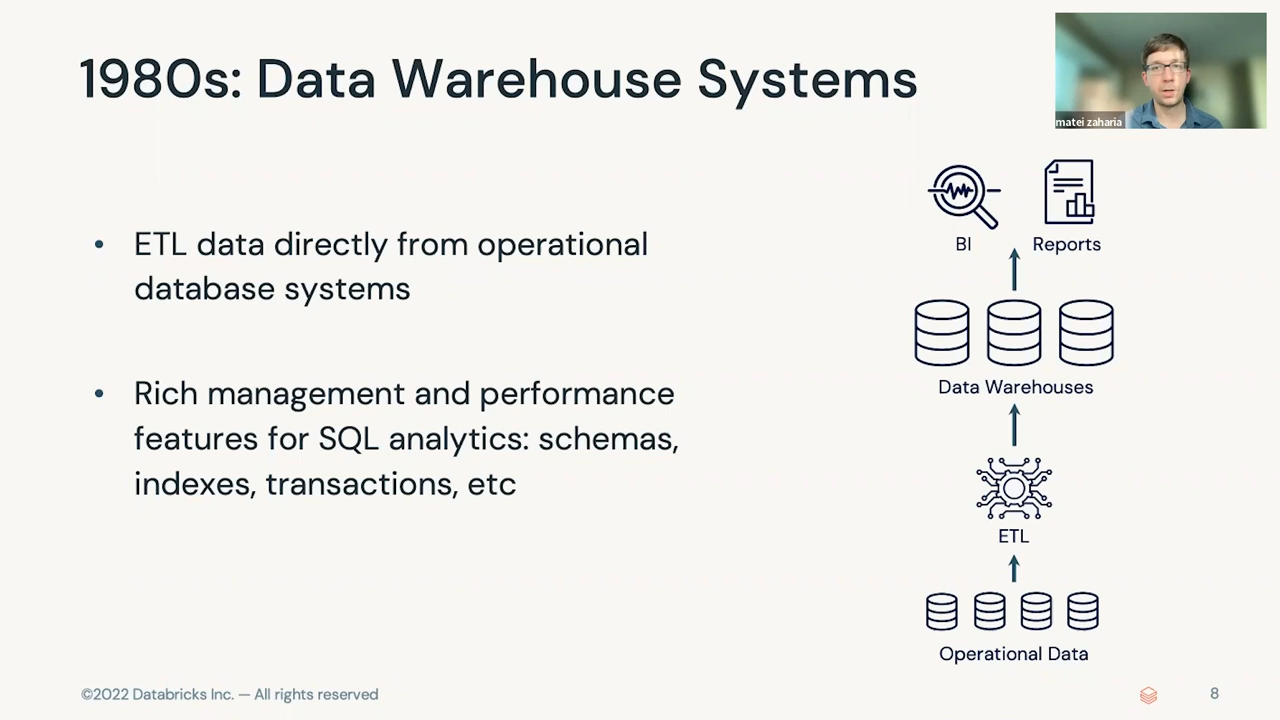 1980s: Data Warehouse Systems
matei zaharia
• ETL data directly from operational
database systems
• Rich management and performance
features for SQL analytics: schemas,
indexes, transactions, etc
BI
Reports
Data Warehouses
ETL
Operational Data
©2022 Databricks Inc. — All rights reserved
8